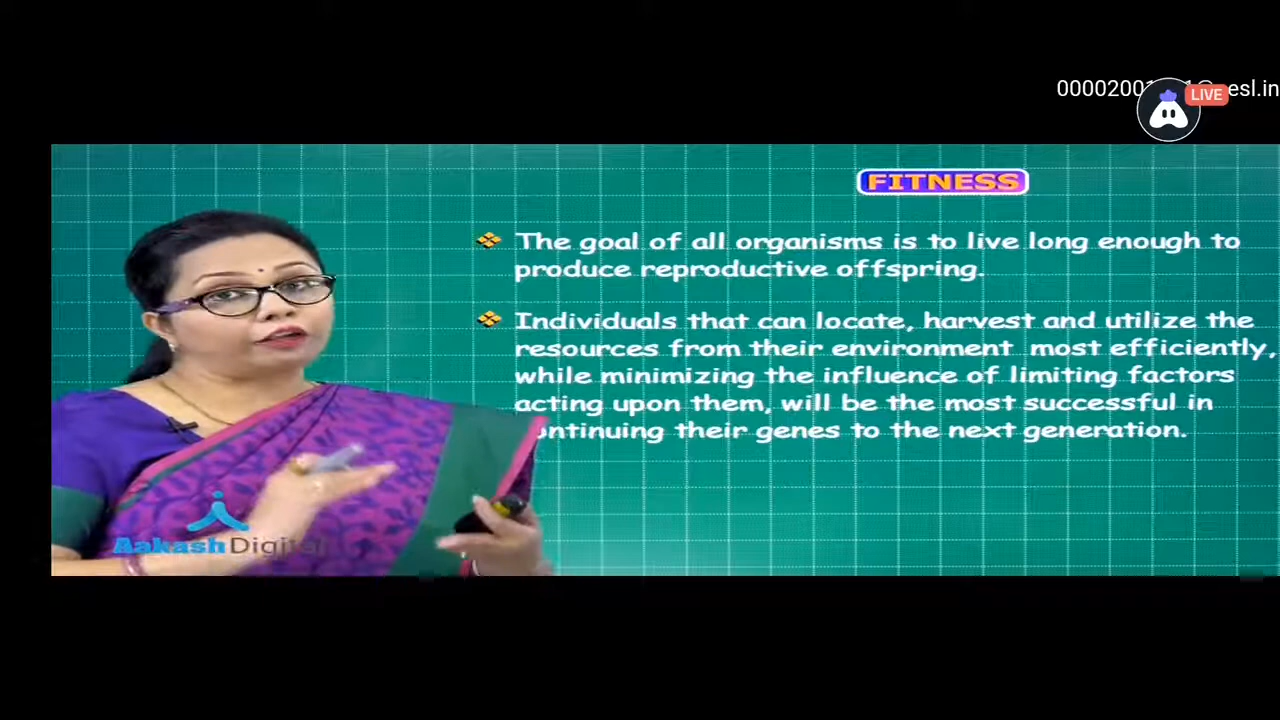 LIVE
esl.in
FITNESS
The goal of all organisms is to live long enough to
produce reproductive offspring.
Individuals that can locate, harvest and utilize the
resources from their environment most efficiently,
while minimizing the influence of limiting factors
acting upon them, will be the most successful in
ontinuing their genes to the next generation.
Aakash Digital